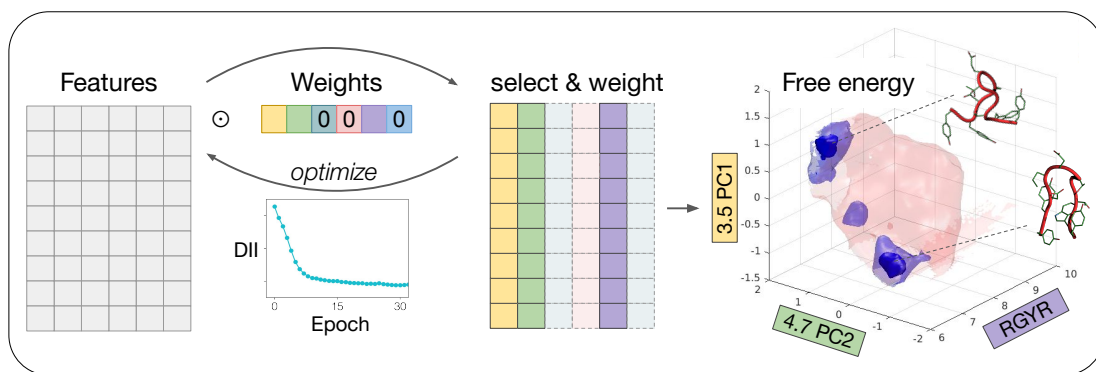 Features
Weights
select & weight
Free energy
⊙
0 0 0
optimize
DII
0 15 30
Epoch
3.5 PC1
2
1.5
1
0.5
0
-0.5
-1
-1.5
2 1 0 -1 -2
4.7 PC2
6 7 8 9 10
RGYR